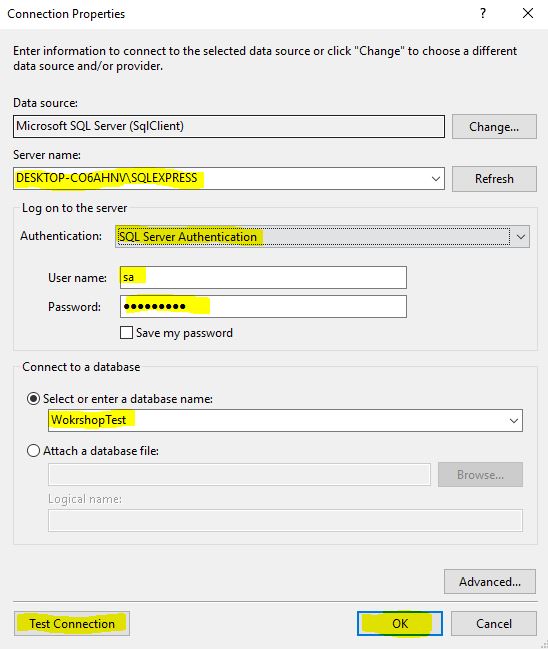 Connection Properties ? ×
Enter information to connect to the selected data source or click "Change" to choose a different
data source and/or provider.
Data source:
Microsoft SQL Server (SqlClient) Change...
Server name:
DESKTOP-CO6AHNV\SQLEXPRESS Refresh
Log on to the server
Authentication: SQL Server Authentication
User name: sa
Password: ●●●●●●●●●
Save my password
Connect to a database
Select or enter a database name:
WokrshopTest
Attach a database file:
Browse...
Logical name:
Advanced...
Test Connection OK Cancel